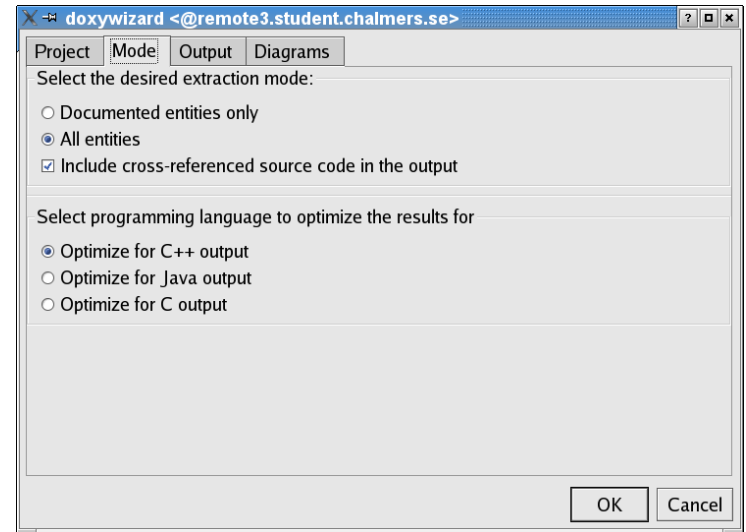 doxywizard <@remote3.student.chalmers.se>
Project Mode Output Diagrams
Select the desired extraction mode:
Documented entities only
All entities
Include cross-referenced source code in the output
Select programming language to optimize the results for
Optimize for C++ output
Optimize for Java output
Optimize for C output
OK Cancel